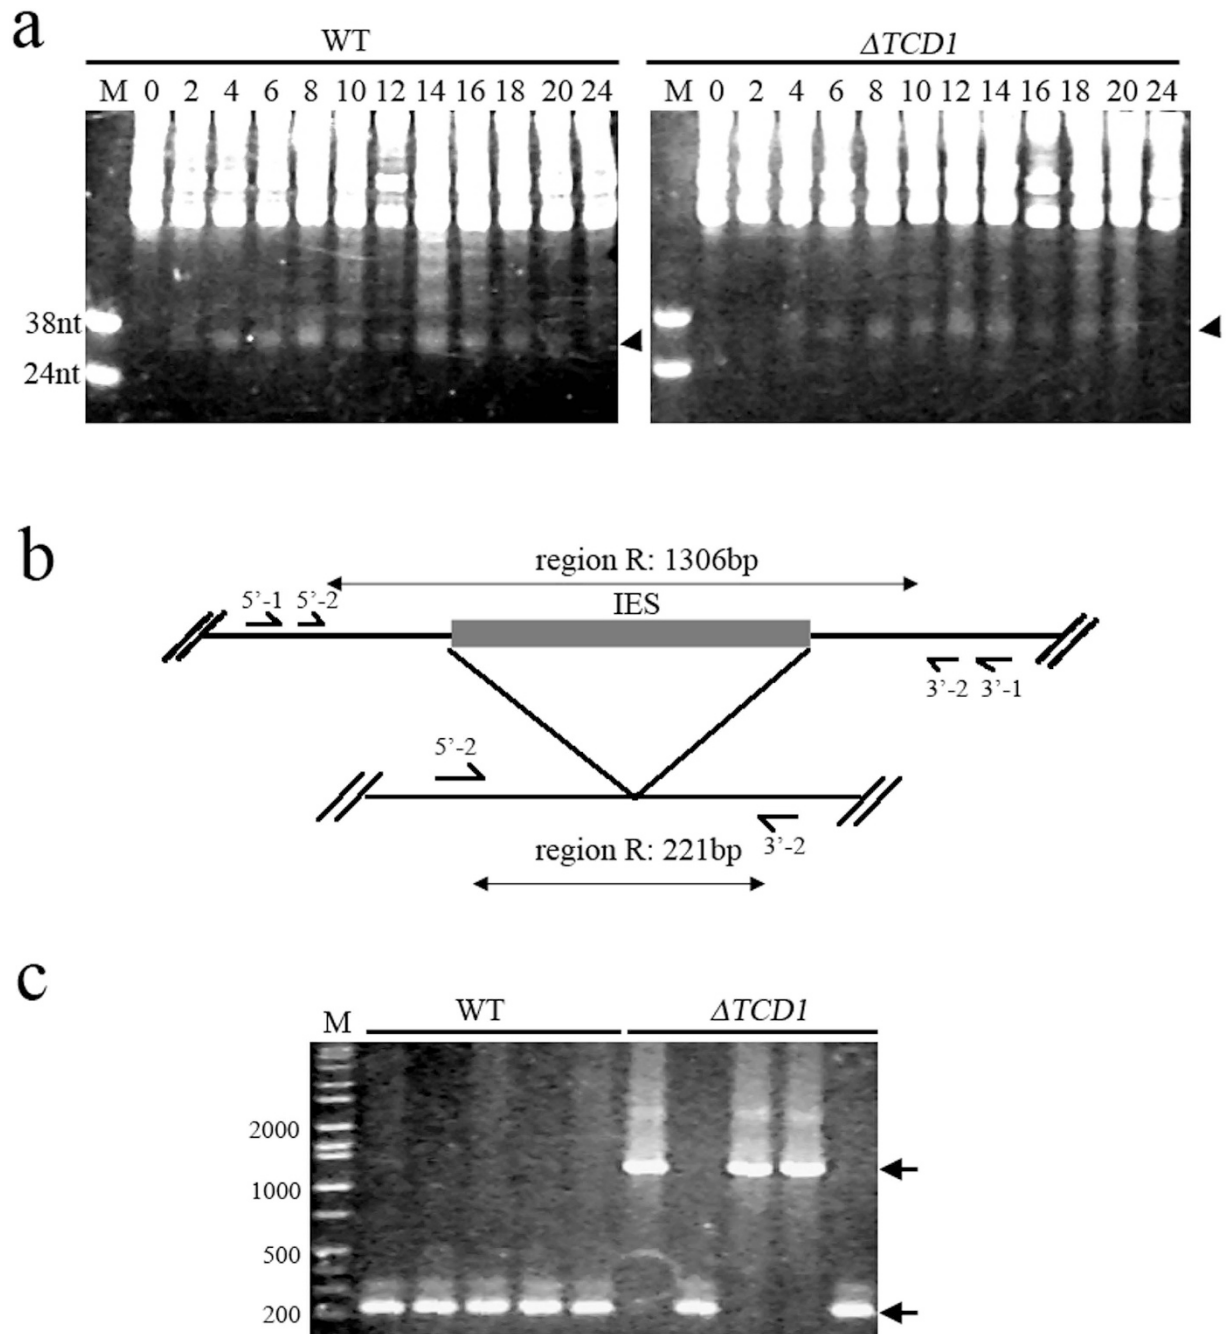 a
WT
ΔTCD1
M 0 2 4 6 8 10 12 14 16 18 20 24
M 0 2 4 6 8 10 12 14 16 18 20 24
38nt
24nt
b
region R: 1306bp
5’-1 5’-2
IES
3’-2 3’-1
5’-2
region R: 221bp
3’-2
c
M
WT
ΔTCD1
2000
1000
500
200